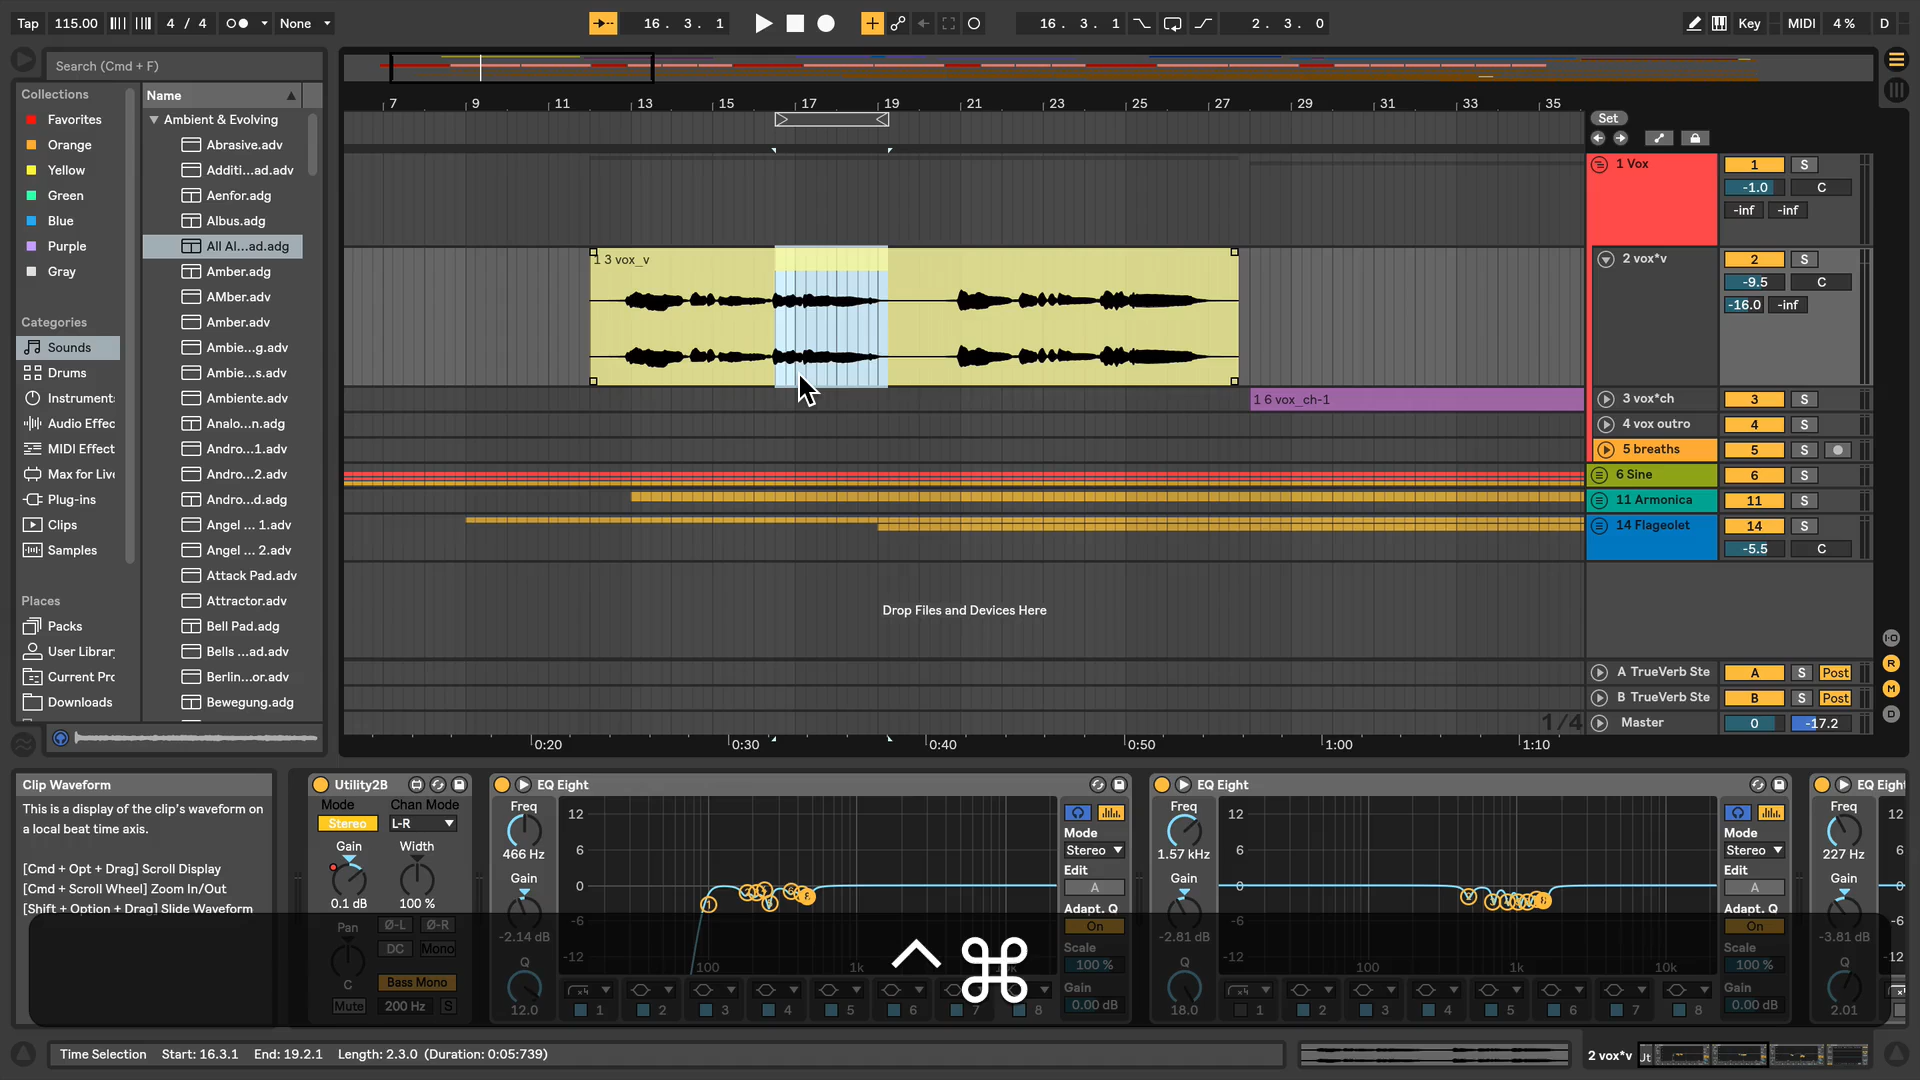 Tap 115.00 4 / 4 None 16 . 3 . 1 16 . 3 . 1 2 . 3 . 0 Key MIDI 4 % D
Search (Cmd + F)
Collections
Favorites
Orange
Yellow
Green
Blue
Purple
Gray
Categories
Sounds
Drums
Instrument
Audio Effec
MIDI Effect
Max for Liv
Plug-ins
Clips
Samples
Places
Packs
User Librar
Current Prc
Downloads
Name
Ambient & Evolving
Abrasive.adv
Additi...ad.adv
Aenfor.adg
Albus.adg
All Al...ad.adg
Amber.adg
AMber.adv
Amber.adv
Ambie...g.adv
Ambie...s.adv
Ambiente.adv
Analo...n.adg
Andro...1.adv
Andro...2.adv
Andro...d.adg
Angel ... 1.adv
Angel ... 2.adv
Attack Pad.adv
Attractor.adv
Bell Pad.adg
Bells ...ad.adv
Berlin...or.adv
Bewegung.adg
7 9 11 13 15 17 19 21 23 25 27 29 31 33 35
Set
1 3 vox_v
1 6 vox_ch-1
Drop Files and Devices Here
1/4
0:20 0:30 0:40 0:50 1:00 1:10
1 Vox 1 S
-1.0 C
-inf -inf
2 vox*v 2 S
-9.5 C
-16.0 -inf
3 vox*ch 3 S
4 vox outro 4 S
5 breaths 5 S
6 Sine 6 S
11 Armonica 11 S
14 Flageolet 14 S
-5.5 C
A TrueVerb Ste A S Post
B TrueVerb Ste B S Post
Master 0 -17.2
I·O
R
M
D
Clip Waveform
This is a display of the clip's waveform on
a local beat time axis.
[Cmd + Opt + Drag] Scroll Display
[Cmd + Scroll Wheel] Zoom In/Out
[Shift + Option + Drag] Slide Waveform
Utility2B
Mode Chan Mode
Stereo L-R
Gain Width
0.1 dB 100 %
Pan Ø-L Ø-R
DC Mono
C Bass Mono
Mute 200 Hz S
EQ Eight
Freq
466 Hz
Gain
-2.14 dB
Q
12.0
12
6
0
-6
-12
100 1k
1 2 3 4 5 6 7 8
Mode
Stereo
Edit
A
Adapt. Q
On
Scale
100 %
Gain
0.00 dB
EQ Eight
Freq
1.57 kHz
Gain
-2.81 dB
Q
18.0
12
6
0
-6
-12
100 1k 10k
1 2 3 4 5 6 7 8
Mode
Stereo
Edit
A
Adapt. Q
On
Scale
100 %
Gain
0.00 dB
EQ Eigh
Freq
227 Hz
Gain
-3.81 dB
Q
2.01
12
6
0
-6
-12
⌃ ⌘
Time Selection Start: 16.3.1 End: 19.2.1 Length: 2.3.0 (Duration: 0:05:739)
2 vox*v